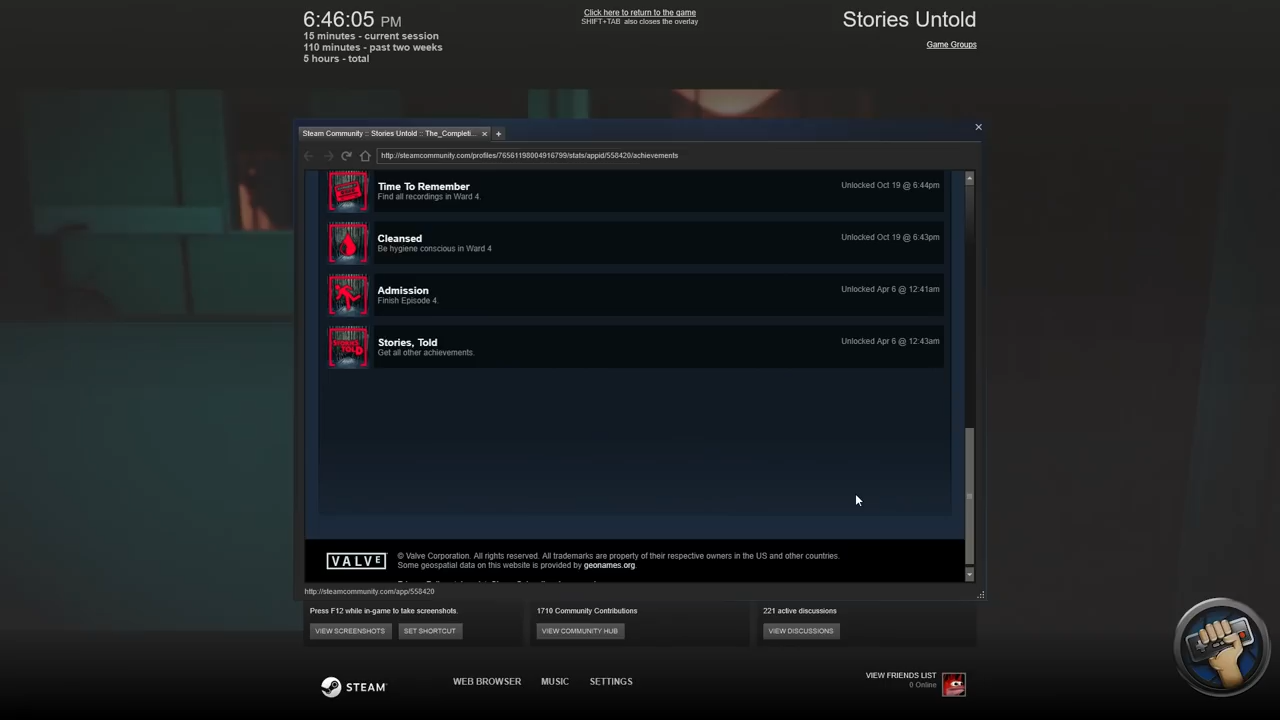 6:46:05 PM
15 minutes - current session
110 minutes - past two weeks
5 hours - total
Click here to return to the game
SHIFT+TAB also closes the overlay
Stories Untold
Game Groups
Steam Community :: Stories Untold :: The_Completi...
http://steamcommunity.com/profiles/76561198004916799/stats/appid/558420/achievements
Time To Remember
Find all recordings in Ward 4.
Unlocked Oct 19 @ 6:44pm
Cleansed
Be hygiene conscious in Ward 4
Unlocked Oct 19 @ 6:43pm
Admission
Finish Episode 4.
Unlocked Apr 6 @ 12:41am
STORIES TOLD
Stories, Told
Get all other achievements.
Unlocked Apr 6 @ 12:43am
VALVE
© Valve Corporation. All rights reserved. All trademarks are property of their respective owners in the US and other countries.
Some geospatial data on this website is provided by geonames.org.
http://steamcommunity.com/app/558420
Press F12 while in-game to take screenshots.
VIEW SCREENSHOTS
SET SHORTCUT
1710 Community Contributions
VIEW COMMUNITY HUB
221 active discussions
VIEW DISCUSSIONS
STEAM
WEB BROWSER
MUSIC
SETTINGS
VIEW FRIENDS LIST
0 Online